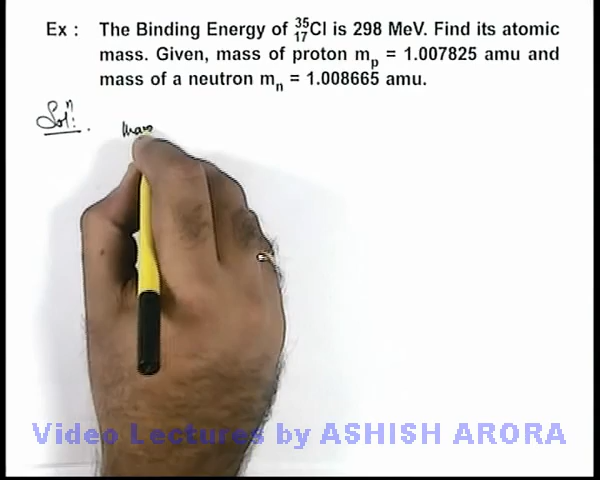 Ex : The Binding Energy of ³⁵₁₇Cl is 298 MeV. Find its atomic
mass. Given, mass of proton mₚ = 1.007825 amu and
mass of a neutron mₙ = 1.008665 amu.
Solⁿ: mass
Video Lectures by ASHISH ARORA